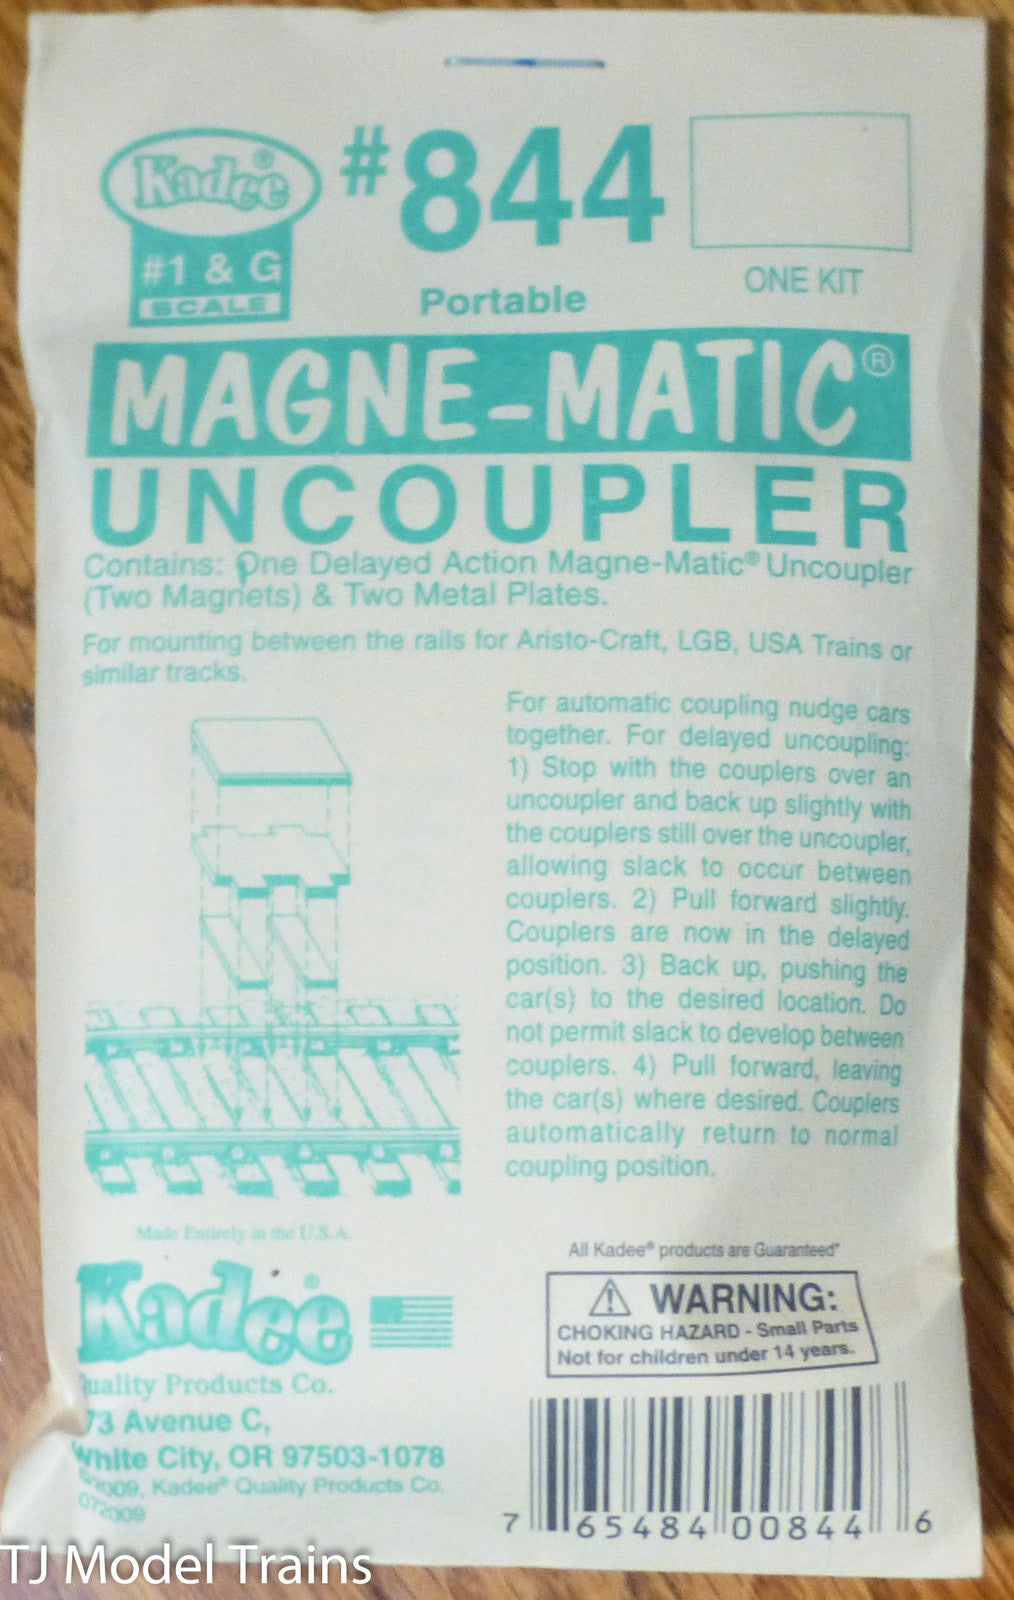 Kadee®
#1 & G
SCALE
#844
Portable
ONE KIT
MAGNE-MATIC®
UNCOUPLER
Contains: One Delayed Action Magne-Matic® Uncoupler
(Two Magnets) & Two Metal Plates.
For mounting between the rails for Aristo-Craft, LGB, USA Trains or
similar tracks.
For automatic coupling nudge cars
together. For delayed uncoupling:
1) Stop with the couplers over an
uncoupler and back up slightly with
the couplers still over the uncoupler,
allowing slack to occur between
couplers. 2) Pull forward slightly.
Couplers are now in the delayed
position. 3) Back up, pushing the
car(s) to the desired location. Do
not permit slack to develop between
couplers. 4) Pull forward, leaving
the car(s) where desired. Couplers
automatically return to normal
coupling position.
Made Entirely in the U.S.A.
Kadee®
uality Products Co.
73 Avenue C,
White City, OR 97503-1078
2009, Kadee® Quality Products Co.
072009
All Kadee® products are Guaranteed"
WARNING:
CHOKING HAZARD - Small Parts
Not for children under 14 years.
7 65484 00844 6
TJ Model Trains